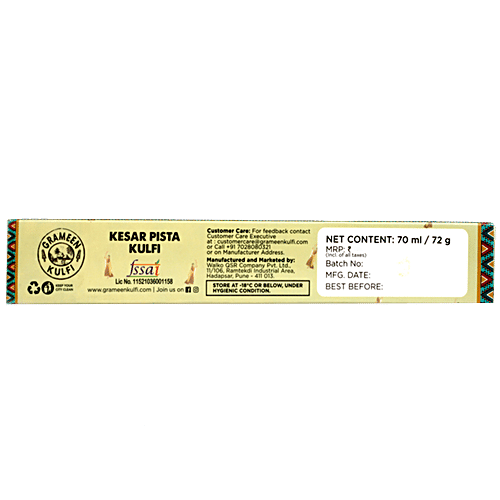 GRAMEEN
KULFI
KEEP YOUR
CITY CLEAN
KESAR PISTA
KULFI
fssai
Lic No. 11521036001158
www.grameenkulfi.com | Join us on
Customer Care: For feedback contact
Customer Care Executive
at : customercare@grameenkulfi.com
or Call +91 7028080321
or on Manufacturer Address.
Manufactured and Marketed by:
Walko QSR Company Pvt. Ltd.,
11/106, Ramtekdi Industrial Area,
Hadapsar, Pune - 411 013.
STORE AT -18°C OR BELOW, UNDER
HYGIENIC CONDITION.
NET CONTENT: 70 ml / 72 g
MRP: ₹
(Incl. of all taxes)
Batch No:
MFG. DATE:
BEST BEFORE: